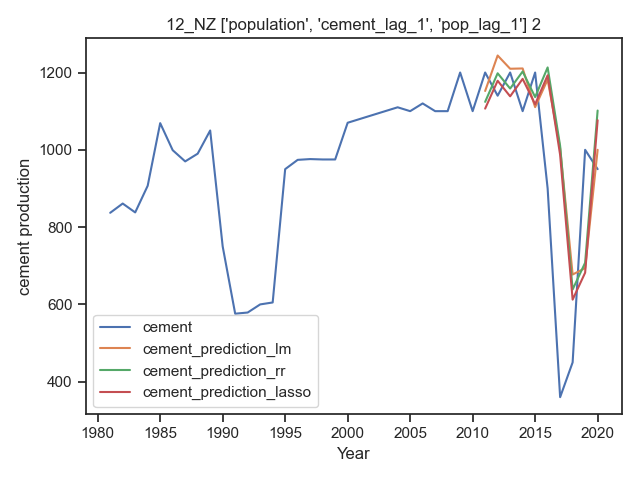 12_NZ ['population', 'cement_lag_1', 'pop_lag_1'] 2
cement production
1200
1000
800
600
400
cement
cement_prediction_lm
cement_prediction_rr
cement_prediction_lasso
1980 1985 1990 1995 2000 2005 2010 2015 2020
Year